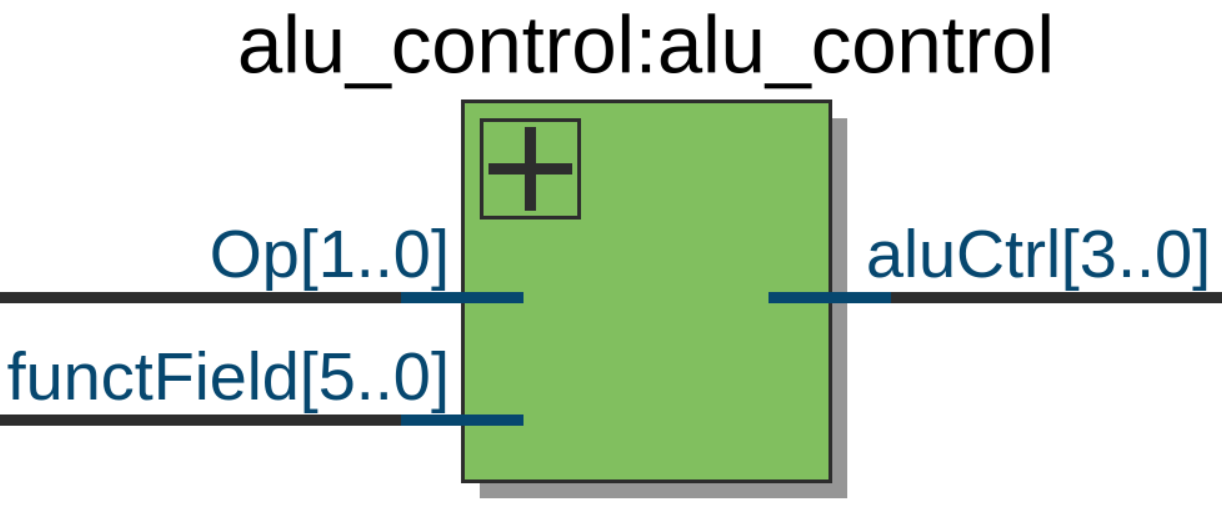 alu_control:alu_control
Op[1..0]
aluCtrl[3..0]
functField[5..0]